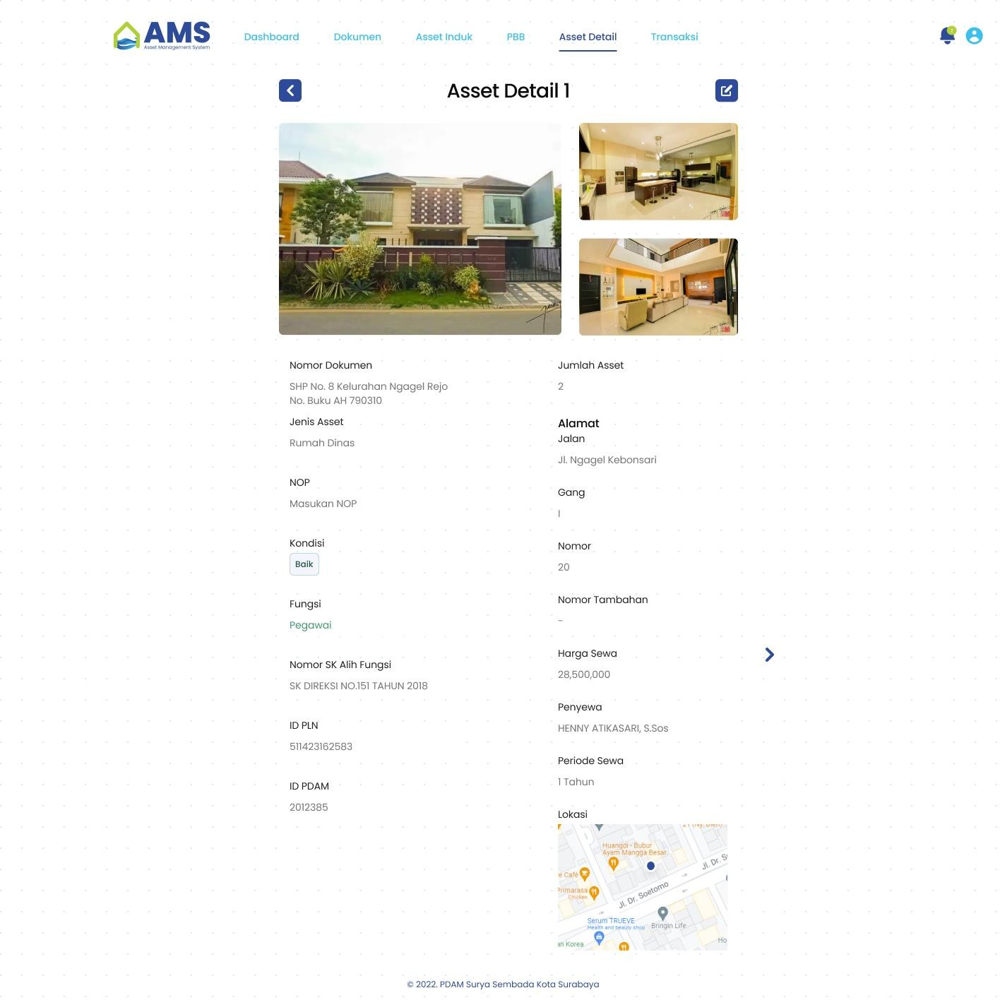 AMS
Asset Management System
Dashboard
Dokumen
Asset Induk
PBB
Asset Detail
Transaksi
2
Asset Detail 1
Nomor Dokumen
SHP No. 8 Kelurahan Ngagel Rejo
No. Buku AH 790310
Jenis Asset
Rumah Dinas
NOP
Masukan NOP
Kondisi
Baik
Fungsi
Pegawai
Nomor SK Alih Fungsi
SK DIREKSI NO.151 TAHUN 2018
ID PLN
511423162583
ID PDAM
2012385
Jumlah Asset
2
Alamat
Jalan
Jl. Ngagel Kebonsari
Gang
I
Nomor
20
Nomor Tambahan
-
Harga Sewa
28,500,000
Penyewa
HENNY ATIKASARI, S.Sos
Periode Sewa
1 Tahun
Lokasi
21 (Ny. Dien)
Huangdi - Bubur
Ayam Mangga Besar
Jl. Dr. S
e Café
Primarasa
Chicken
Jl. Dr. Soetomo
Serum TRUEVE
Health and beauty shop
Bringin Life
an Korea
Ho
© 2022. PDAM Surya Sembada Kota Surabaya